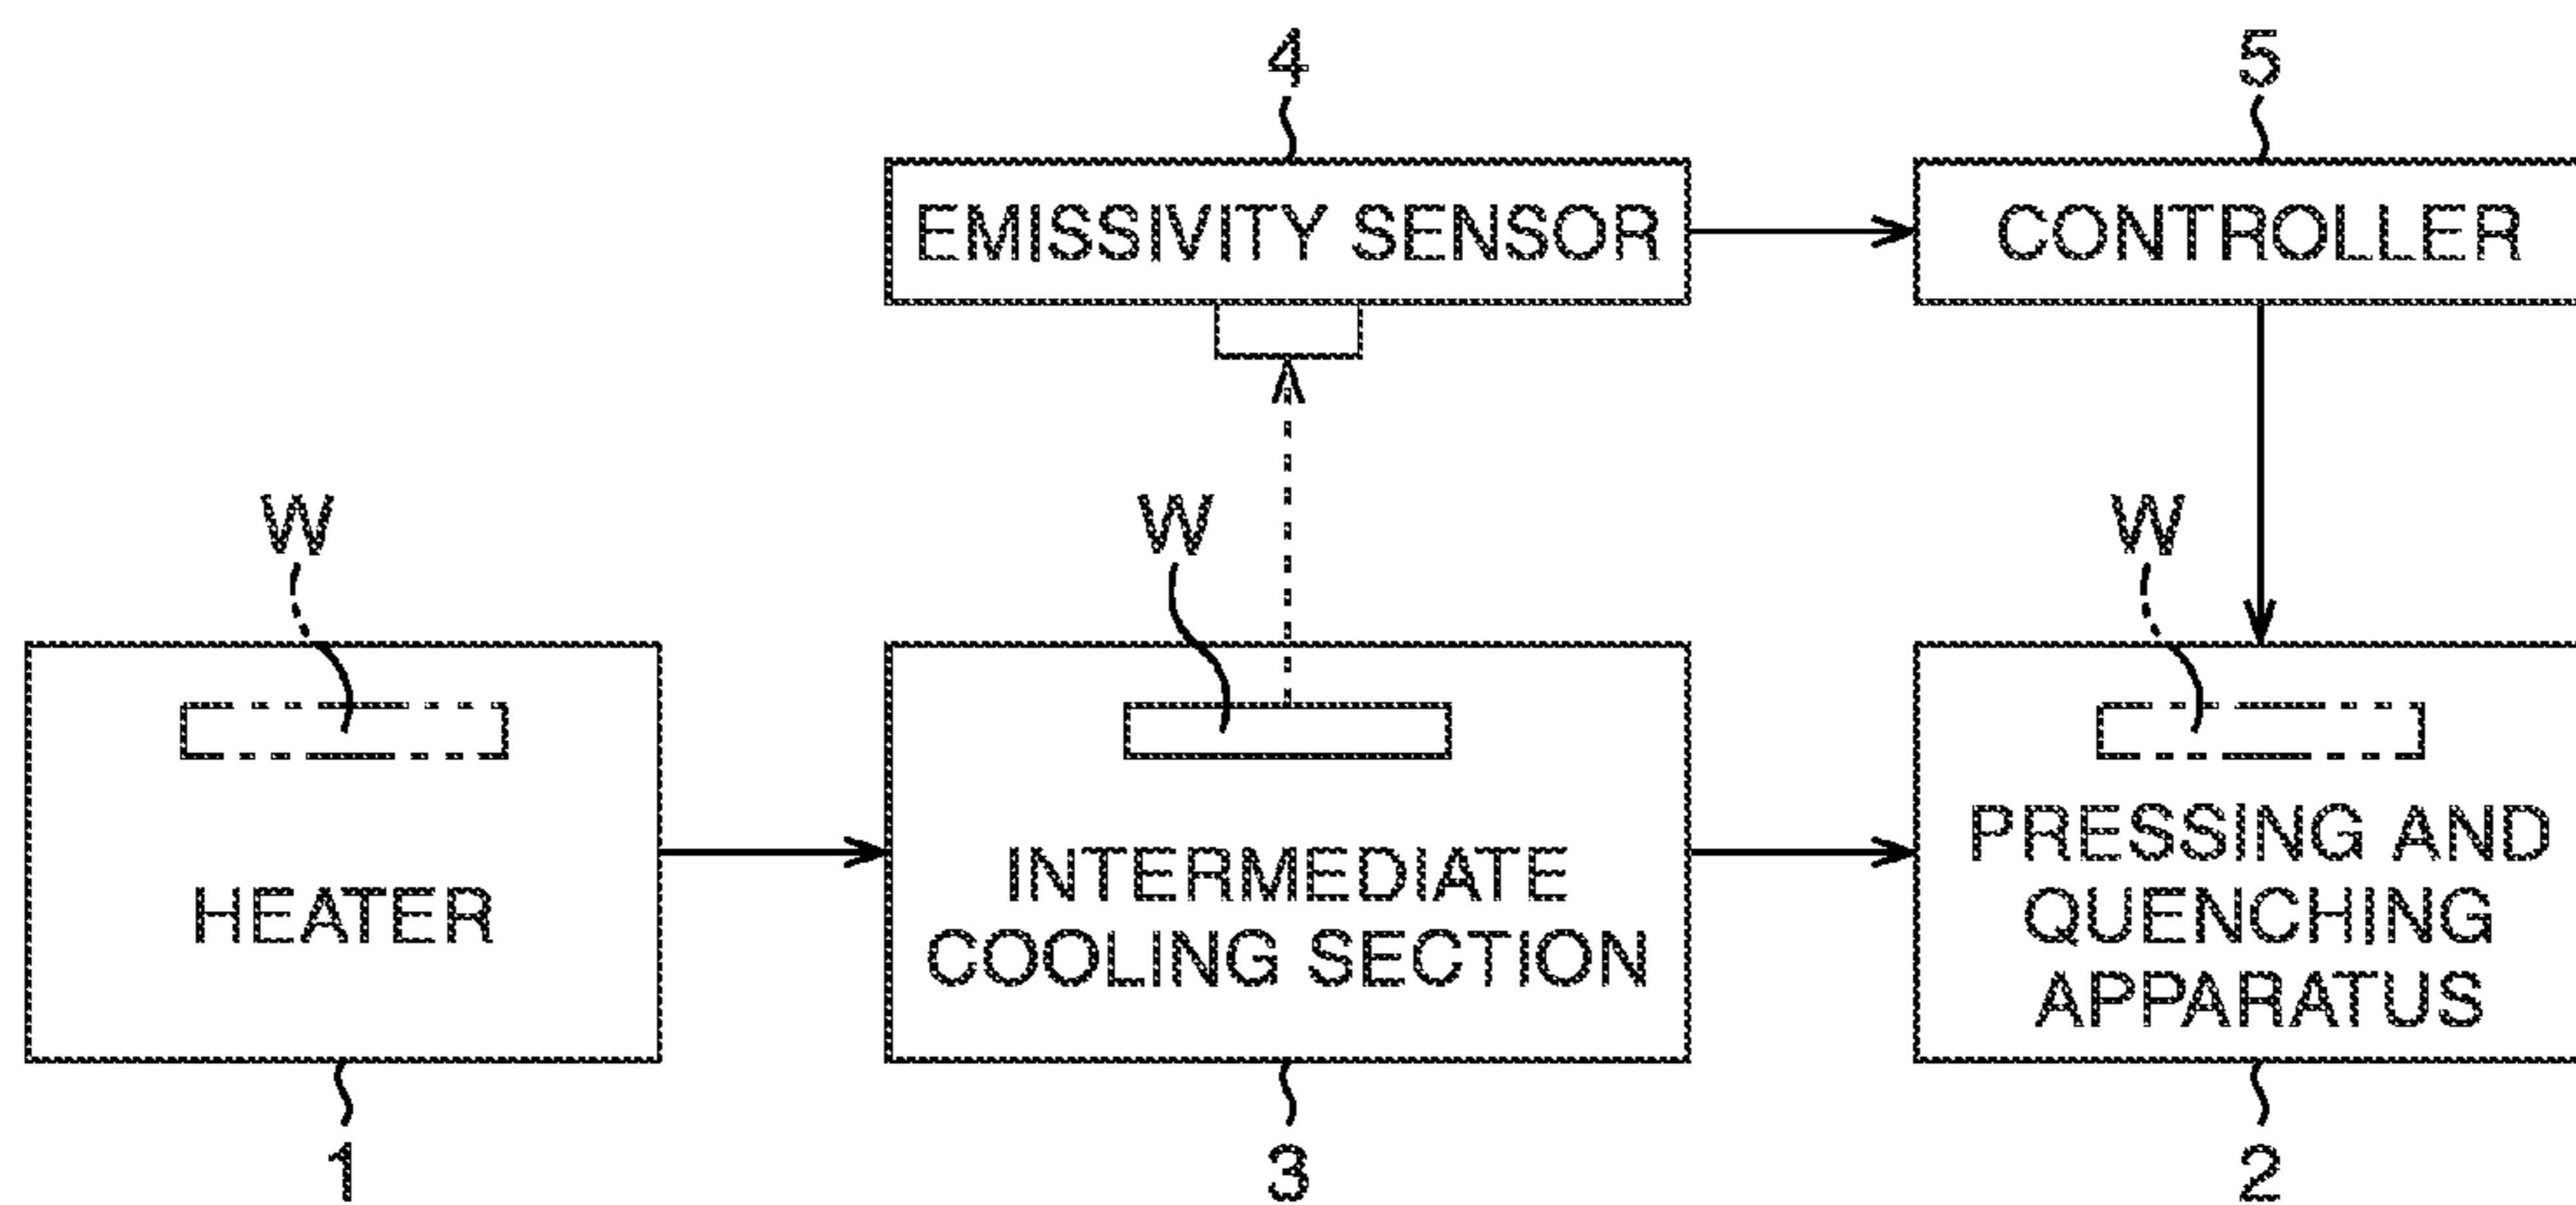 4
5
EMISSIVITY SENSOR
CONTROLLER
W
W
W
HEATER
INTERMEDIATE
COOLING SECTION
PRESSING AND
QUENCHING
APPARATUS
1
3
2